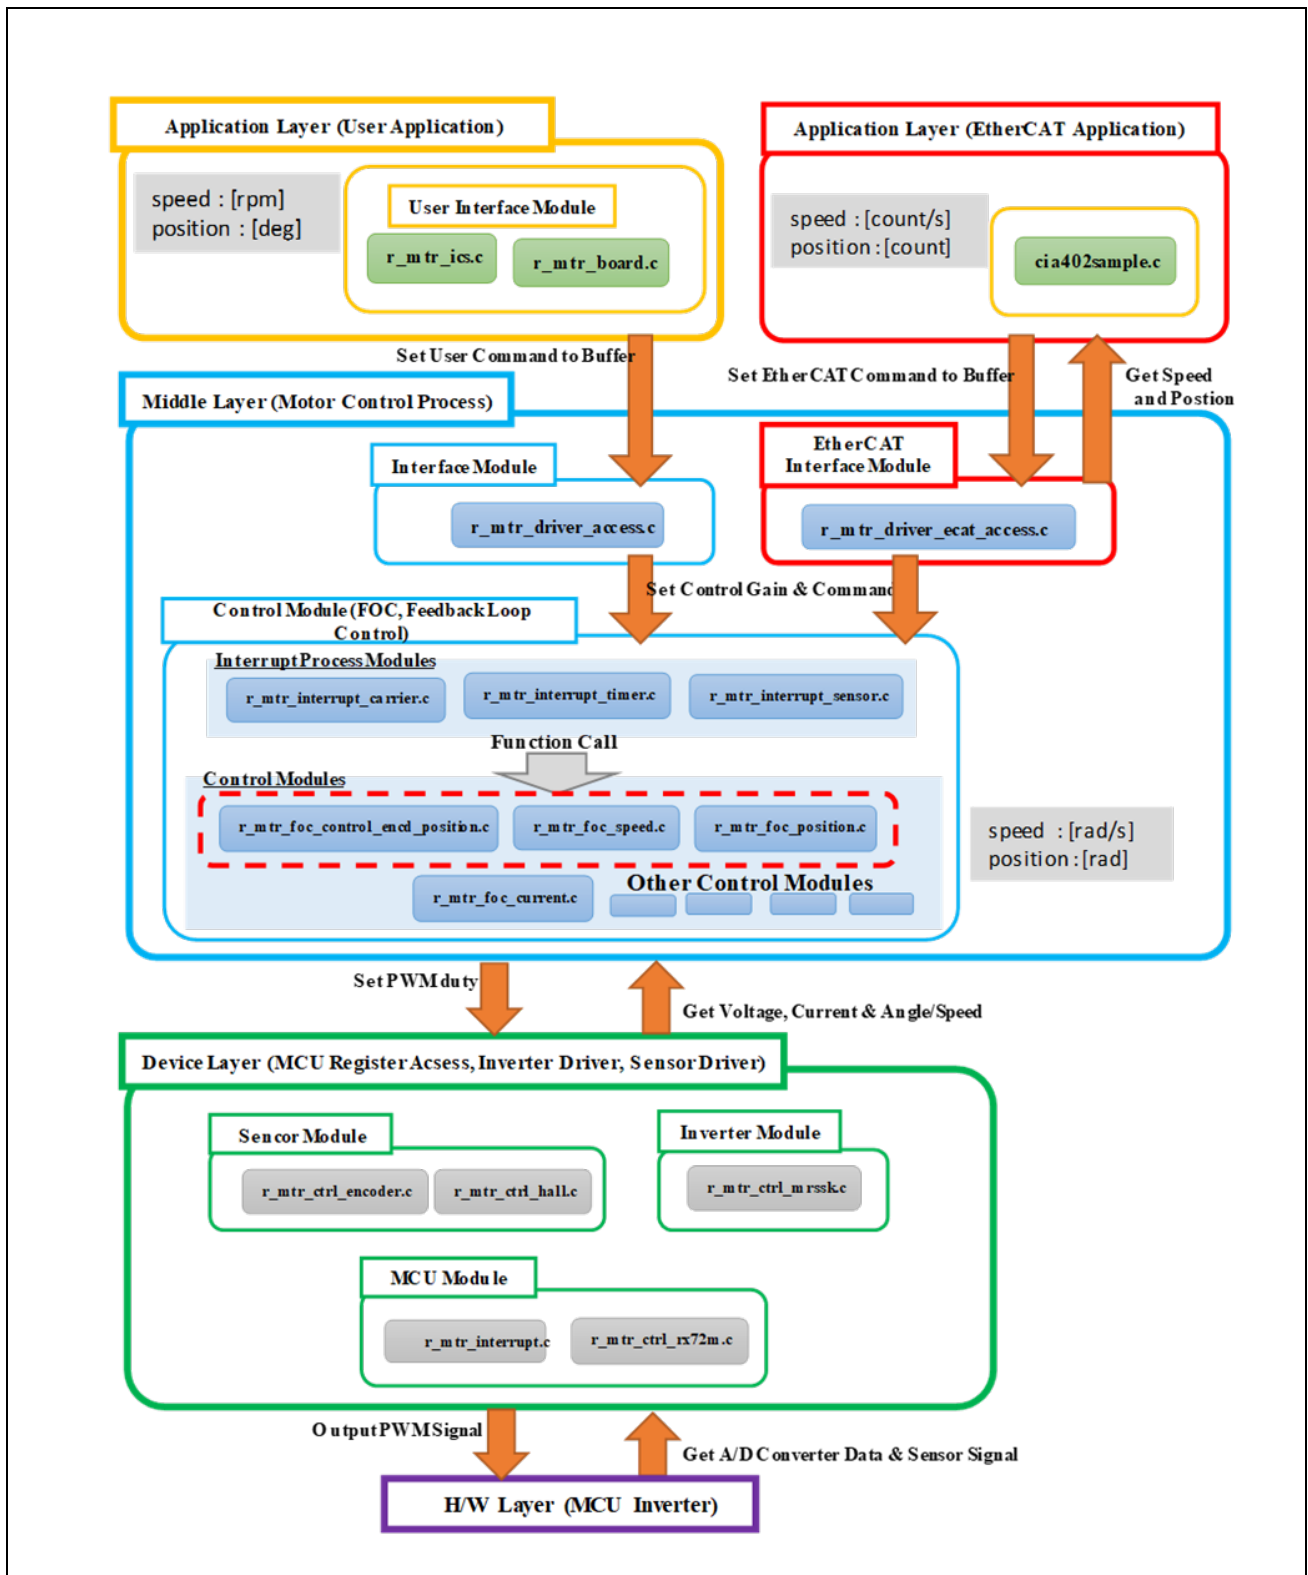 Application Layer (User Application)
speed : [rpm]
position : [deg]
User Interface Module
r_mtr_ics.c
r_mtr_board.c
Application Layer (EtherCAT Application)
speed : [count/s]
position : [count]
cia402sample.c
Set User Command to Buffer
Set EtherCAT Command to Buffer
Get Speed
and Postion
Middle Layer (Motor Control Process)
Interface Module
r_mtr_driver_access.c
EtherCAT
Interface Module
r_mtr_driver_ecat_access.c
Set Control Gain & Command
Control Module (FOC, Feedback Loop
Control)
Interrupt Process Modules
r_mtr_interrupt_carrier.c
r_mtr_interrupt_timer.c
r_mtr_interrupt_sensor.c
Function Call
Control Modules
r_mtr_foc_control_encd_position.c
r_mtr_foc_speed.c
r_mtr_foc_position.c
r_mtr_foc_current.c
Other Control Modules
speed : [rad/s]
position : [rad]
Set PWM duty
Get Voltage, Current & Angle/Speed
Device Layer (MCU Register Acsess, Inverter Driver, Sensor Driver)
Sencor Module
r_mtr_ctrl_encoder.c
r_mtr_ctrl_hall.c
Inverter Module
r_mtr_ctrl_mrssk.c
MCU Module
r_mtr_interrupt.c
r_mtr_ctrl_rx72m.c
Output PWM Signal
Get A/D Converter Data & Sensor Signal
H/W Layer (MCU Inverter)